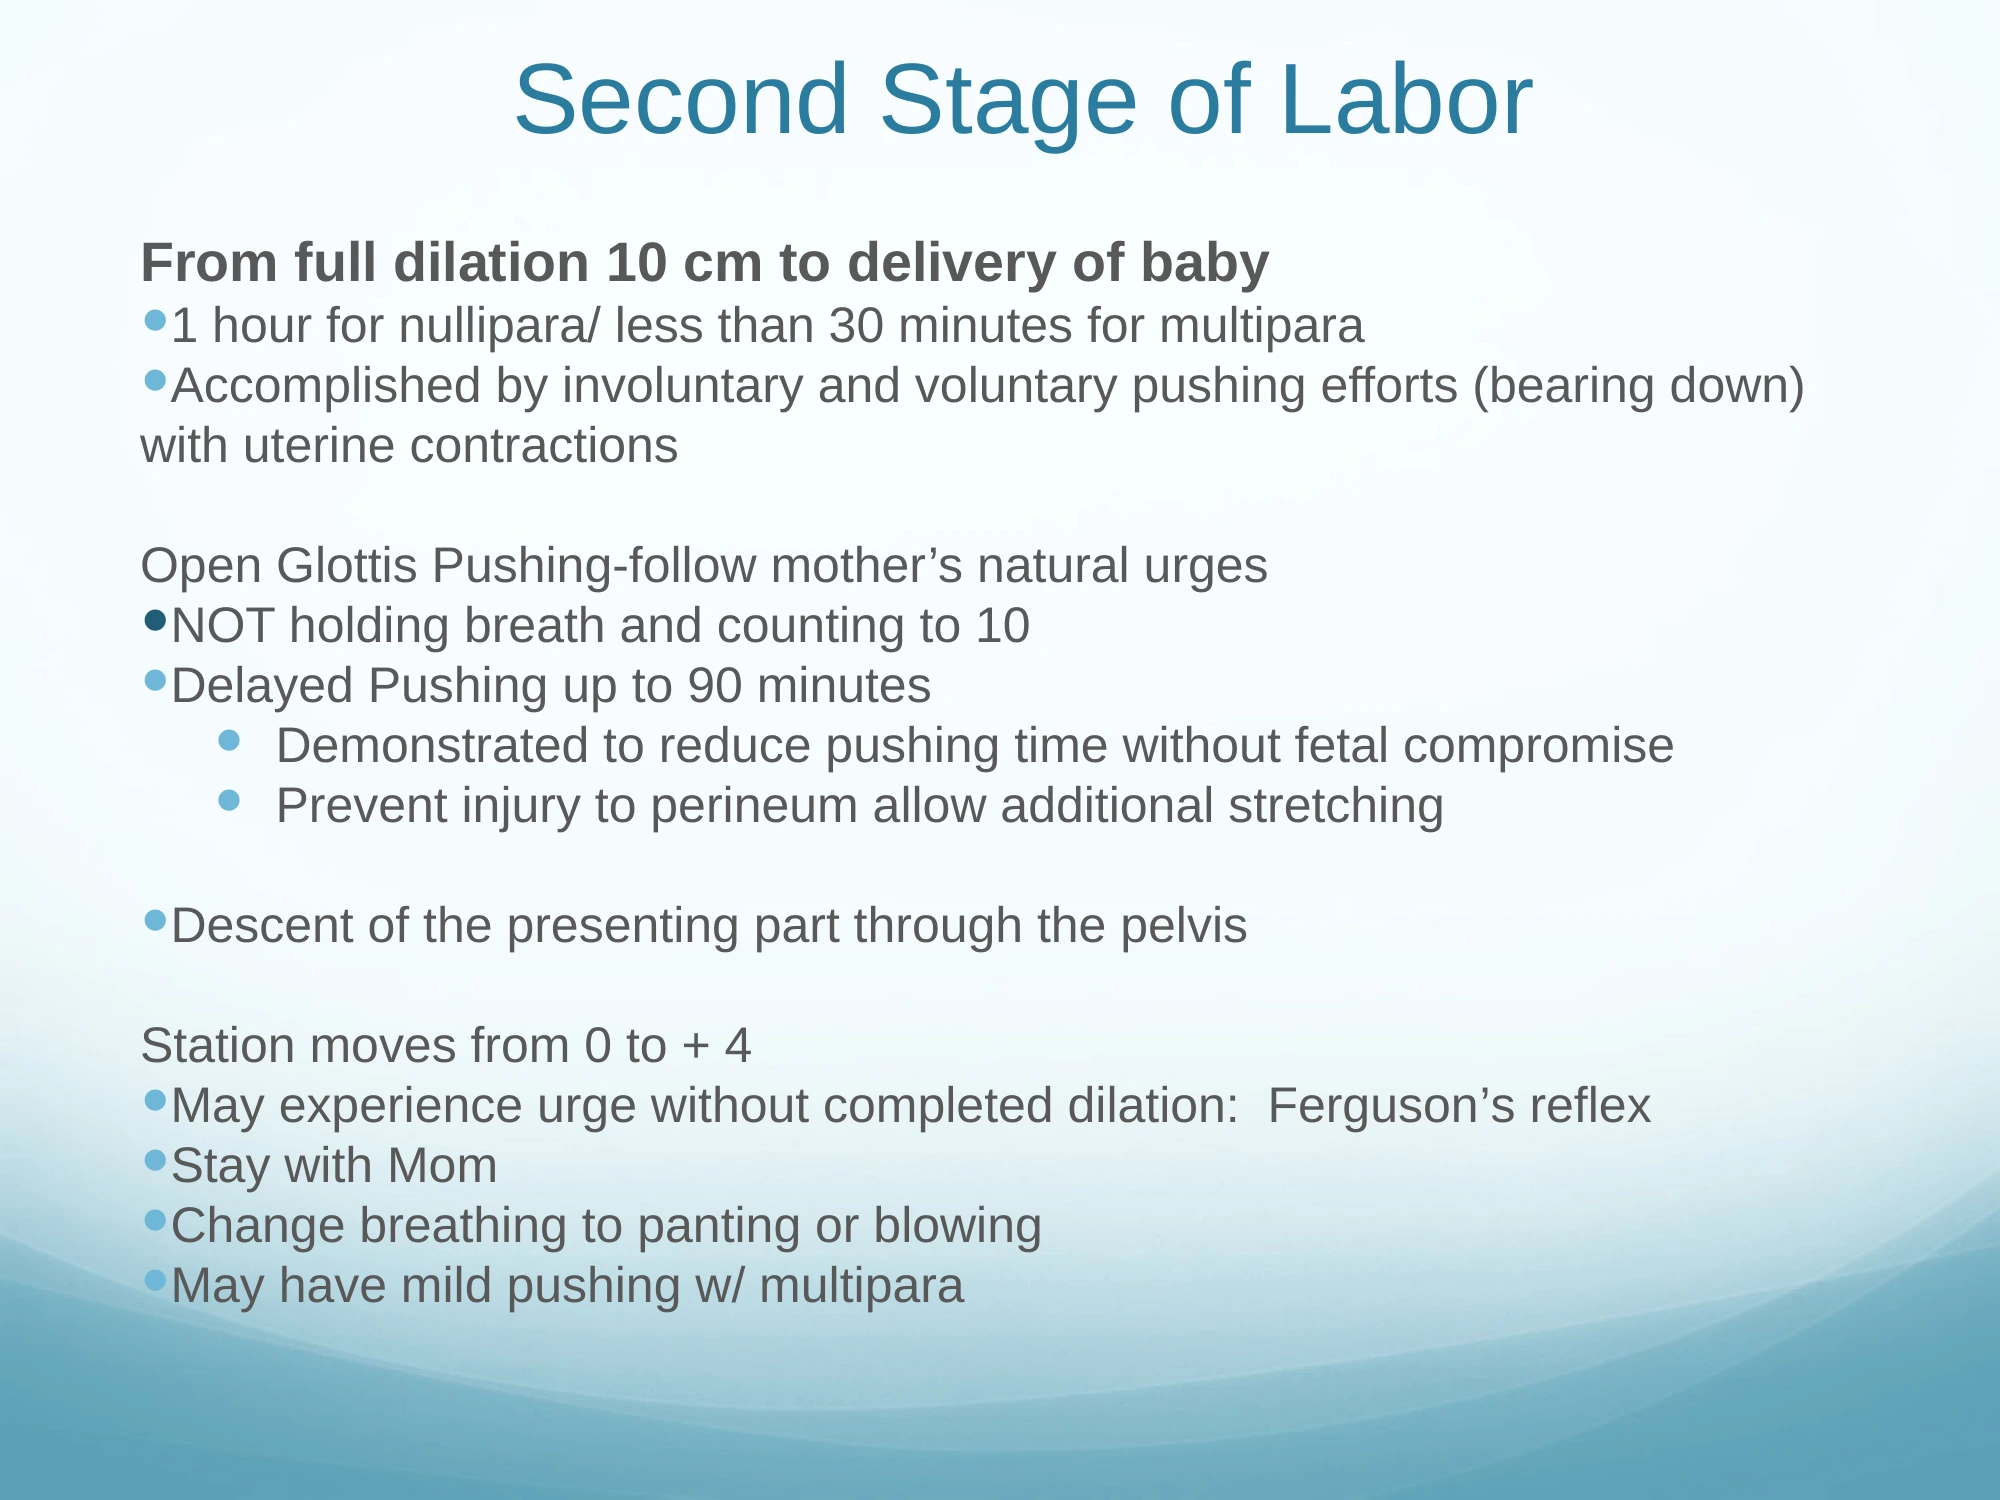 Second Stage of Labor
From full dilation 10 cm to delivery of baby
•1 hour for nullipara/ less than 30 minutes for multipara
•Accomplished by involuntary and voluntary pushing efforts (bearing down)
with uterine contractions
Open Glottis Pushing-follow mother’s natural urges
•NOT holding breath and counting to 10
•Delayed Pushing up to 90 minutes
• Demonstrated to reduce pushing time without fetal compromise
• Prevent injury to perineum allow additional stretching
•Descent of the presenting part through the pelvis
Station moves from 0 to + 4
•May experience urge without completed dilation:  Ferguson’s reflex
•Stay with Mom
•Change breathing to panting or blowing
•May have mild pushing w/ multipara